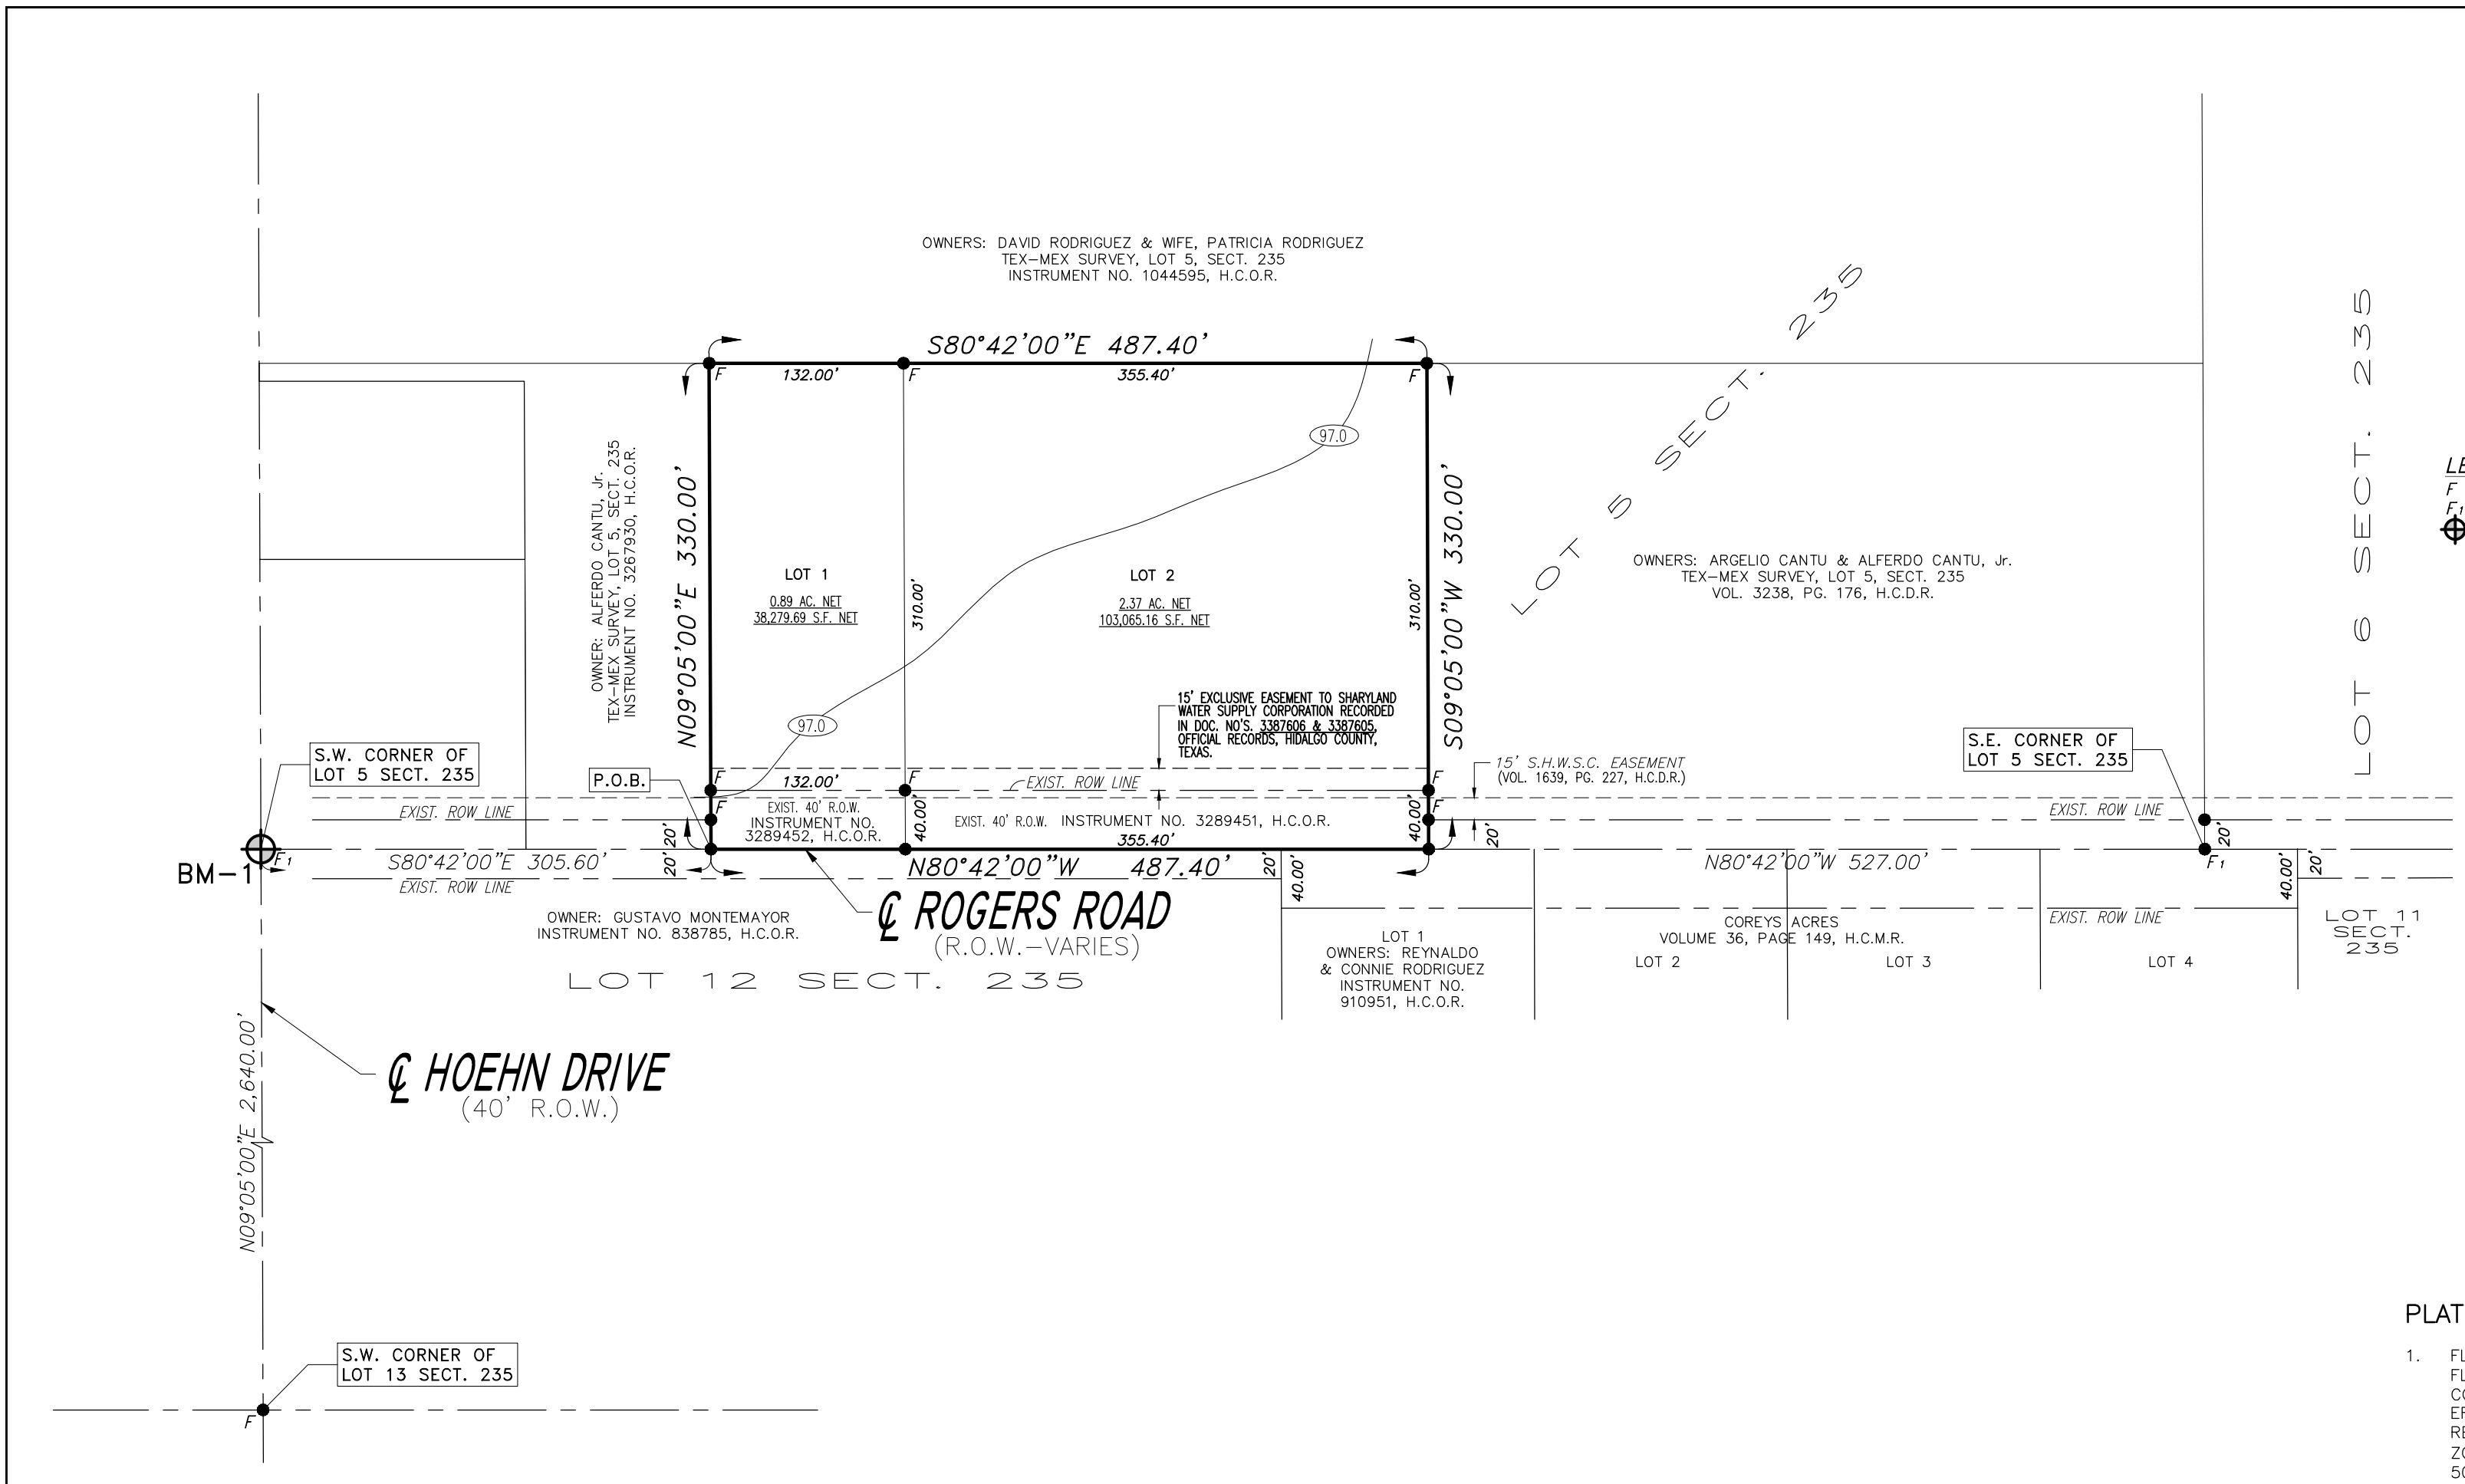 OWNERS: DAVID RODRIGUEZ & WIFE, PATRICIA RODRIGUEZ
TEX-MEX SURVEY, LOT 5, SECT. 235
INSTRUMENT NO. 1044595, H.C.O.R.
S80°42'00"E 487.40'
F
132.00'
F
355.40'
F
97.0
LOT 5 SECT. 235
LOT 6 SECT. 235
F
F1
OWNER: ALFERDO CANTU, Jr.
TEX-MEX SURVEY, LOT 5, SECT. 235
INSTRUMENT NO. 3267930, H.C.O.R.
N09°05'00"E 330.00'
LOT 1
0.89 AC. NET
38,279.69 S.F. NET
310.00'
LOT 2
2.37 AC. NET
103,065.16 S.F. NET
310.00'
S09°05'00"W 330.00'
OWNERS: ARGELIO CANTU & ALFERDO CANTU, Jr.
TEX-MEX SURVEY, LOT 5, SECT. 235
VOL. 3238, PG. 176, H.C.D.R.
15' EXCLUSIVE EASEMENT TO SHARYLAND
WATER SUPPLY CORPORATION RECORDED
IN DOC. NO'S. 3387606 & 3387605,
OFFICIAL RECORDS, HIDALGO COUNTY,
TEXAS.
97.0
S.W. CORNER OF
LOT 5 SECT. 235
P.O.B.
S.E. CORNER OF
LOT 5 SECT. 235
15' S.H.W.S.C. EASEMENT
(VOL. 1639, PG. 227, H.C.D.R.)
F
132.00'
F
EXIST. ROW LINE
F
EXIST. ROW LINE
F
EXIST. 40' R.O.W.
INSTRUMENT NO.
3289452, H.C.O.R.
40.00'
EXIST. 40' R.O.W. INSTRUMENT NO. 3289451, H.C.O.R.
40.00'
F
EXIST. ROW LINE
20'
20'
20'
20'
355.40'
BM-1
F1
S80°42'00"E 305.60'
20'
N80°42'00"W 487.40'
20'
40.00'
N80°42'00"W 527.00'
F1
40.00'
20'
EXIST. ROW LINE
OWNER: GUSTAVO MONTEMAYOR
INSTRUMENT NO. 838785, H.C.O.R.
℄ ROGERS ROAD
(R.O.W.-VARIES)
LOT 12 SECT. 235
LOT 1
OWNERS: REYNALDO
& CONNIE RODRIGUEZ
INSTRUMENT NO.
910951, H.C.O.R.
COREYS ACRES
VOLUME 36, PAGE 149, H.C.M.R.
LOT 2
LOT 3
LOT 4
EXIST. ROW LINE
LOT 11
SECT.
235
N09°05'00"E 2,640.00'
℄ HOEHN DRIVE
(40' R.O.W.)
S.W. CORNER OF
LOT 13 SECT. 235
F
PLAT
1.